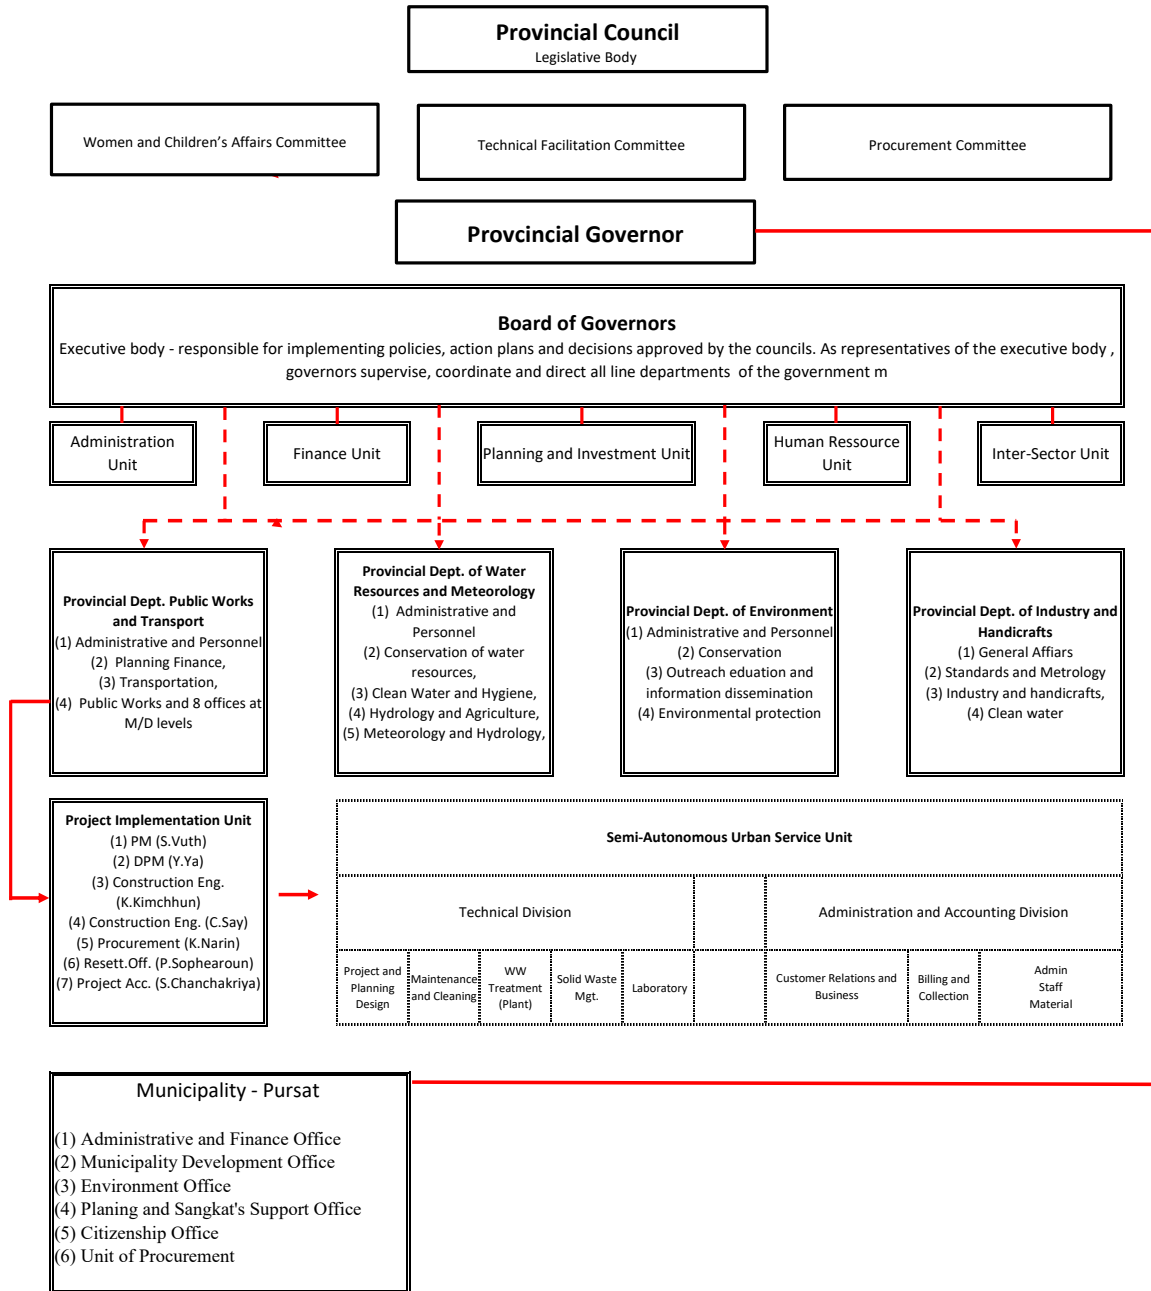 Provincial Council
Legislative Body
Women and Children’s Affairs Committee
Technical Facilitation Committee
Procurement Committee
Provcincial Governor
Board of Governors
Executive body - responsible for implementing policies, action plans and decisions approved by the councils. As representatives of the executive body ,
governors supervise, coordinate and direct all line departments  of the government m
Administration
Unit
Finance Unit
Planning and Investment Unit
Human Ressource
Unit
Inter-Sector Unit
Provincial Dept. Public Works
and Transport
(1) Administrative and Personnel
(2)  Planning Finance,
(3) Transportation,
(4)  Public Works and 8 offices at
M/D levels
Provincial Dept. of Water
Resources and Meteorology
(1)  Administrative and
Personnel
(2) Conservation of water
resources,
(3) Clean Water and Hygiene,
(4) Hydrology and Agriculture,
(5) Meteorology and Hydrology,
Provincial Dept. of Environment
(1) Administrative and Personnel
(2) Conservation
(3) Outreach eduation and
information dissemination
(4) Environmental protection
Provincial Dept. of Industry and
Handicrafts
(1) General Affiars
(2) Standards and Metrology
(3) Industry and handicrafts,
(4) Clean water
Project Implementation Unit
(1) PM (S.Vuth)
(2) DPM (Y.Ya)
(3) Construction Eng.
(K.Kimchhun)
(4) Construction Eng. (C.Say)
(5) Procurement (K.Narin)
(6) Resett.Off. (P.Sophearoun)
(7) Project Acc. (S.Chanchakriya)
Semi-Autonomous Urban Service Unit
Technical Division
Administration and Accounting Division
Project and
Planning
Design
Maintenance
and Cleaning
WW
Treatment
(Plant)
Solid Waste
Mgt.
Laboratory
Customer Relations and
Business
Billing and
Collection
Admin
Staff
Material
Municipality - Pursat
(1) Administrative and Finance Office
(2) Municipality Development Office
(3) Environment Office
(4) Planing and Sangkat's Support Office
(5) Citizenship Office
(6) Unit of Procurement